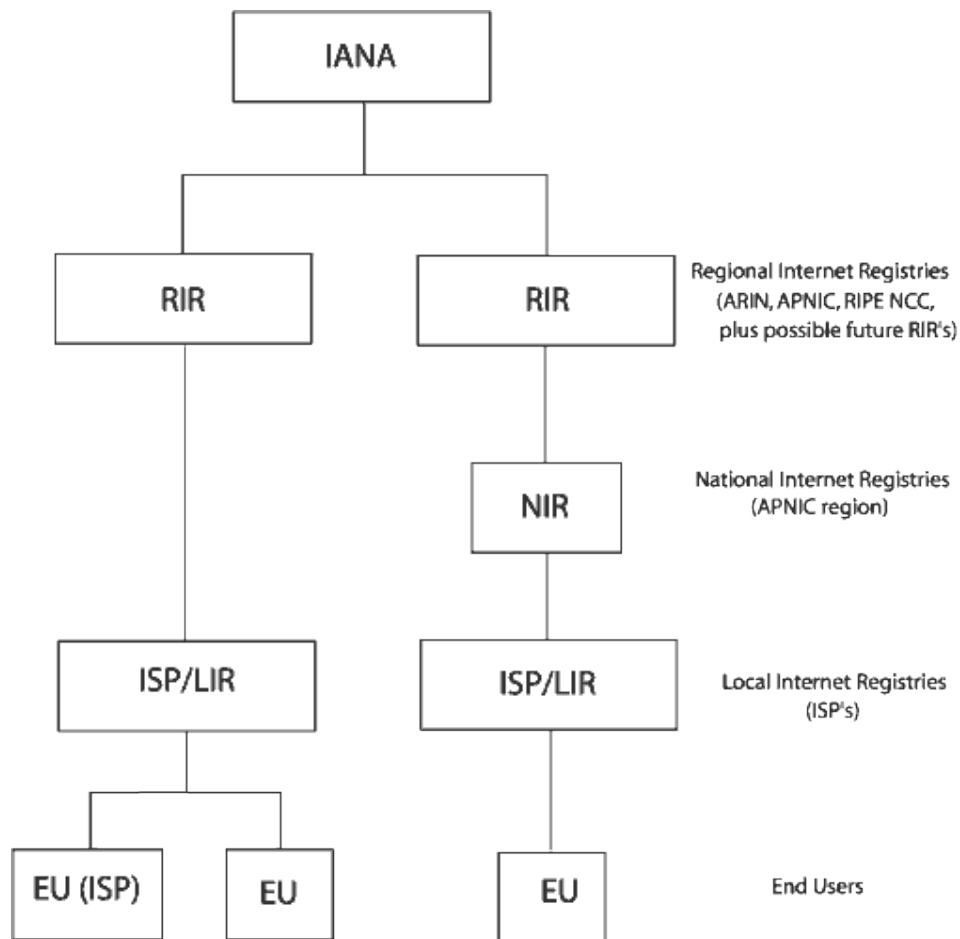 IANA
RIR
RIR
Regional Internet Registries
(ARIN, APNIC, RIPE NCC,
plus possible future RIR's)
NIR
National Internet Registries
(APNIC region)
ISP/LIR
ISP/LIR
Local Internet Registries
(ISP's)
EU (ISP)
EU
EU
End Users